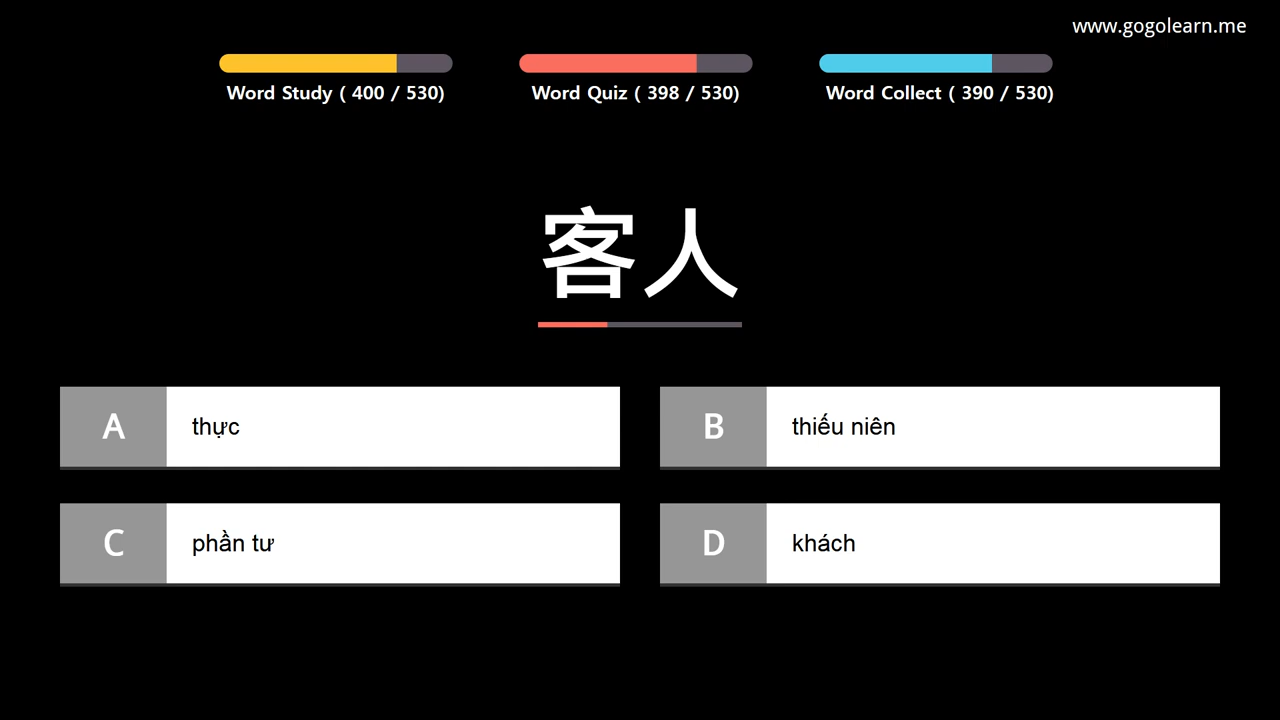 www.gogolearn.me
Word Study ( 400 / 530)
Word Quiz ( 398 / 530)
Word Collect ( 390 / 530)
客人
A thực
B thiếu niên
C phần tư
D khách